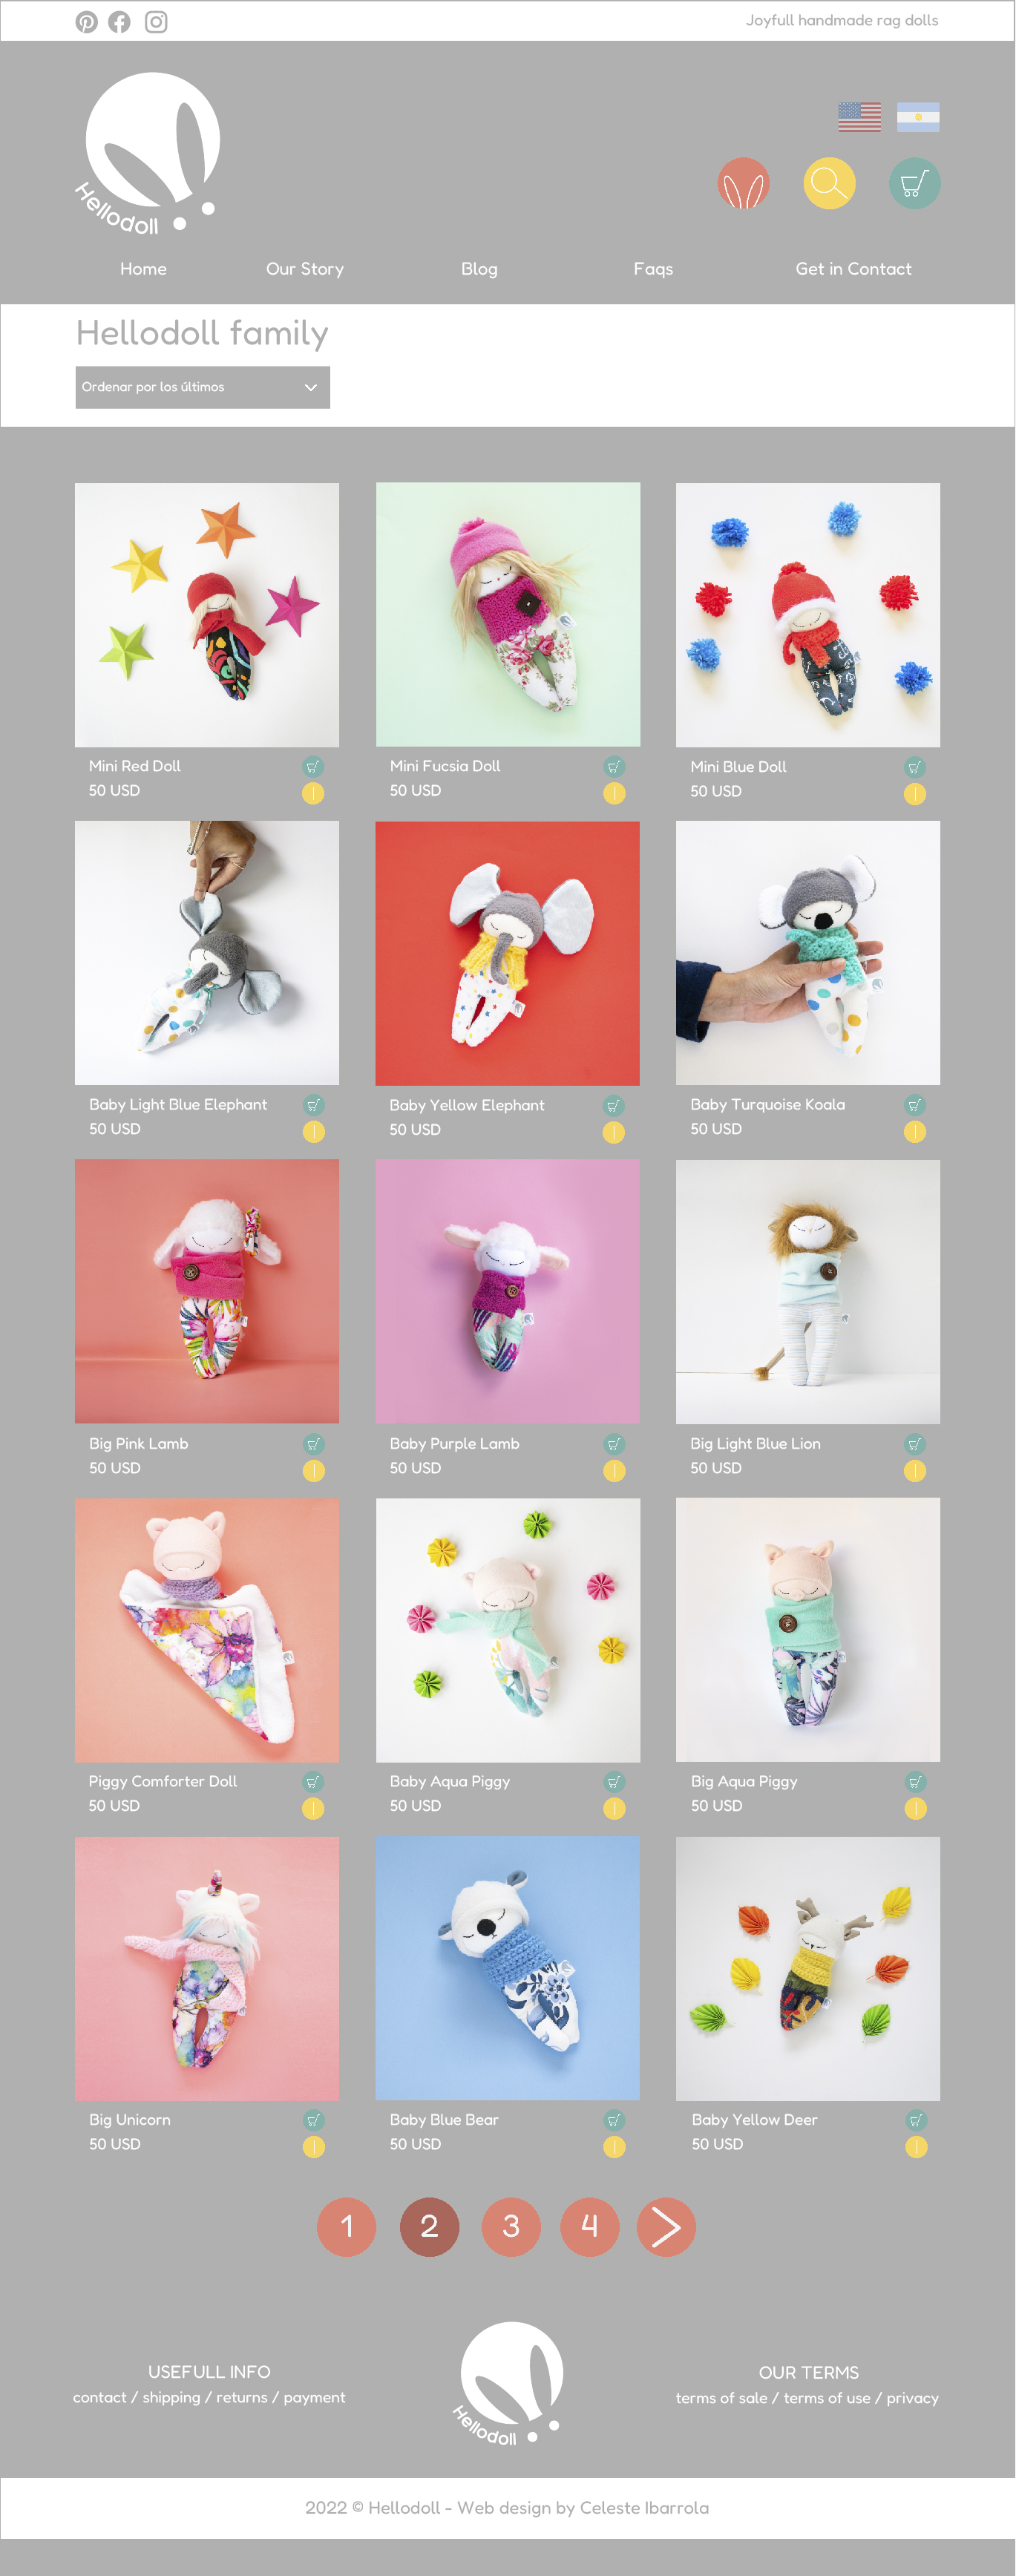 Joyfull handmade rag dolls
Hellodoll
Home Our Story Blog Faqs Get in Contact
Hellodoll family
Ordenar por los últimos
Mini Red Doll
50 USD
Mini Fucsia Doll
50 USD
Mini Blue Doll
50 USD
Baby Light Blue Elephant
50 USD
Baby Yellow Elephant
50 USD
Baby Turquoise Koala
50 USD
Big Pink Lamb
50 USD
Baby Purple Lamb
50 USD
Big Light Blue Lion
50 USD
Piggy Comforter Doll
50 USD
Baby Aqua Piggy
50 USD
Big Aqua Piggy
50 USD
Big Unicorn
50 USD
Baby Blue Bear
50 USD
Baby Yellow Deer
50 USD
1 2 3 4
USEFULL INFO
contact / shipping / returns / payment
Hellodoll
OUR TERMS
terms of sale / terms of use / privacy
2022 © Hellodoll - Web design by Celeste Ibarrola